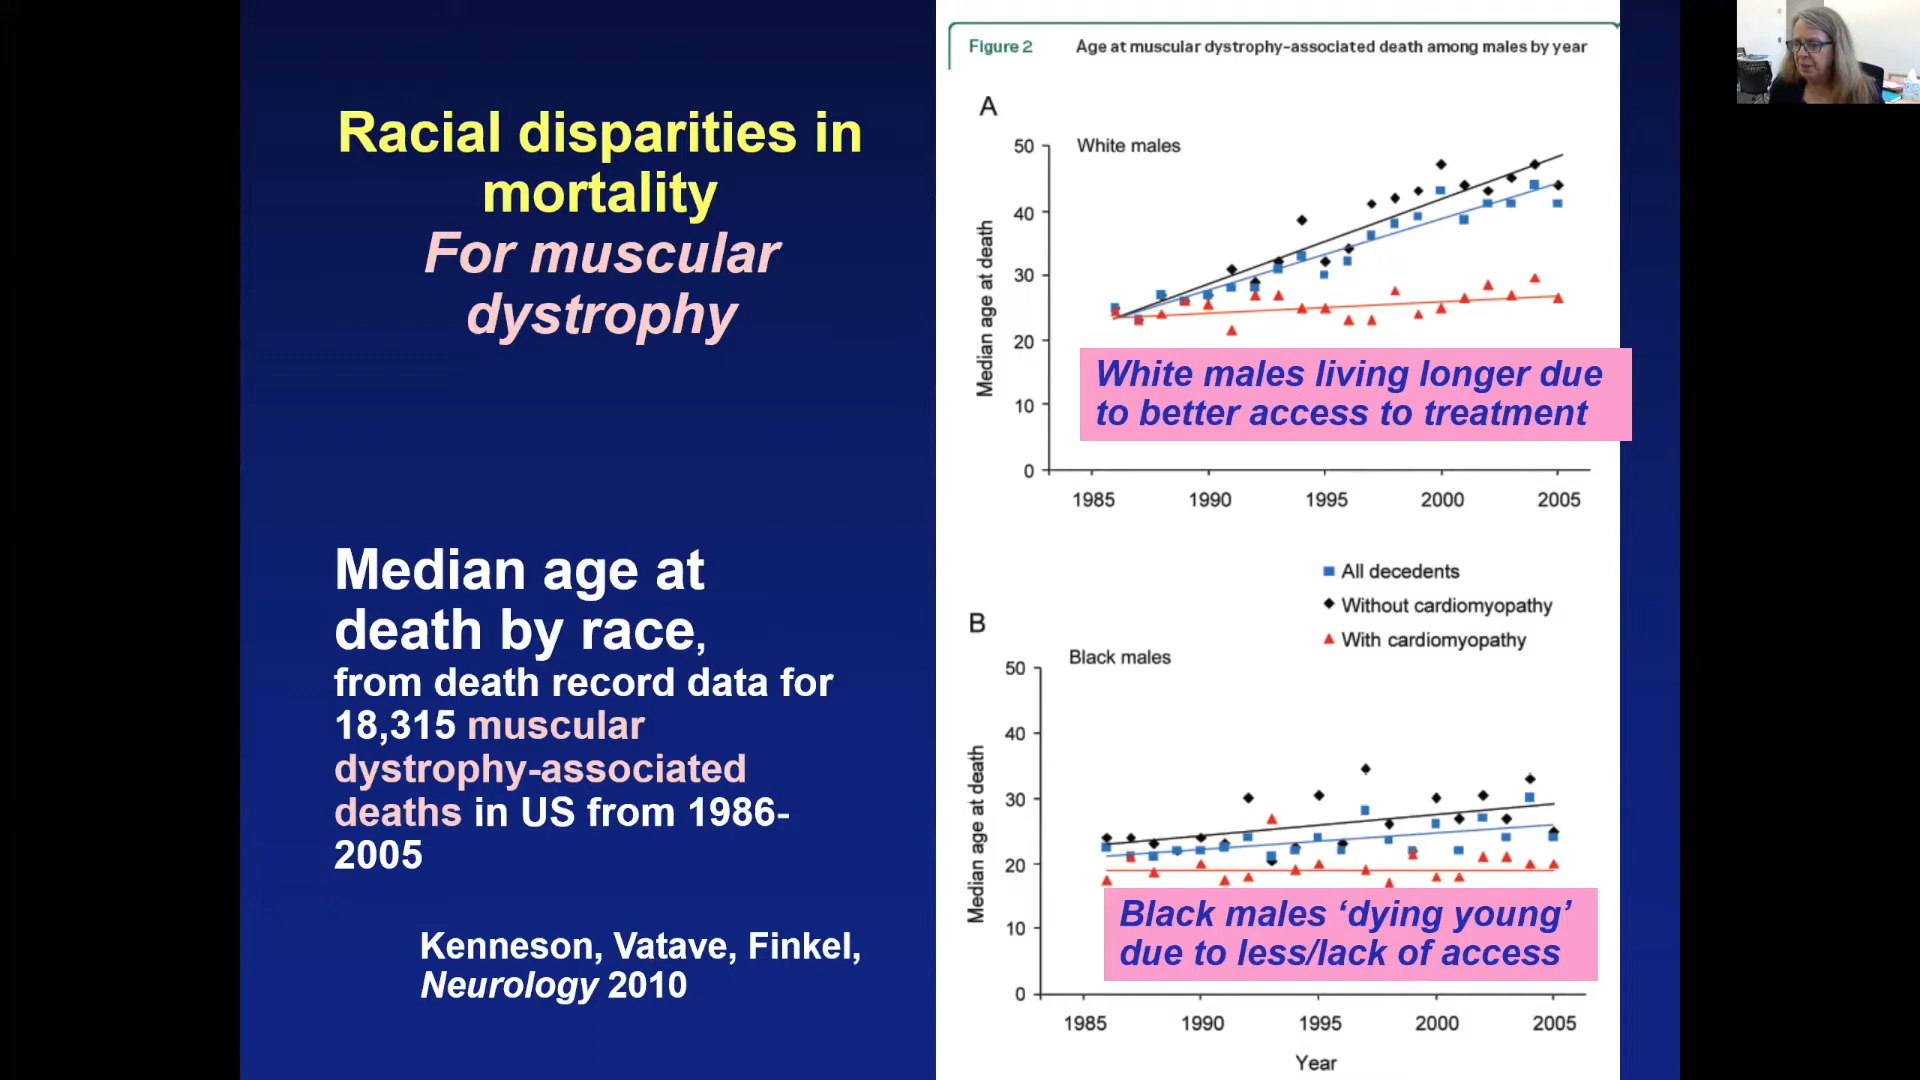 Racial disparities in
mortality
For muscular
dystrophy
Median age at
death by race,
from death record data for
18,315 muscular
dystrophy-associated
deaths in US from 1986-
2005
Kenneson, Vatave, Finkel,
Neurology 2010
Figure 2 Age at muscular dystrophy-associated death among males by year
A
White males
Median age at death
50
40
30
20
10
0
White males living longer due
to better access to treatment
1985 1990 1995 2000 2005
All decedents
Without cardiomyopathy
With cardiomyopathy
B
Black males
Median age at death
50
40
30
20
10
0
Black males ‘dying young’
due to less/lack of access
1985 1990 1995 2000 2005
Year